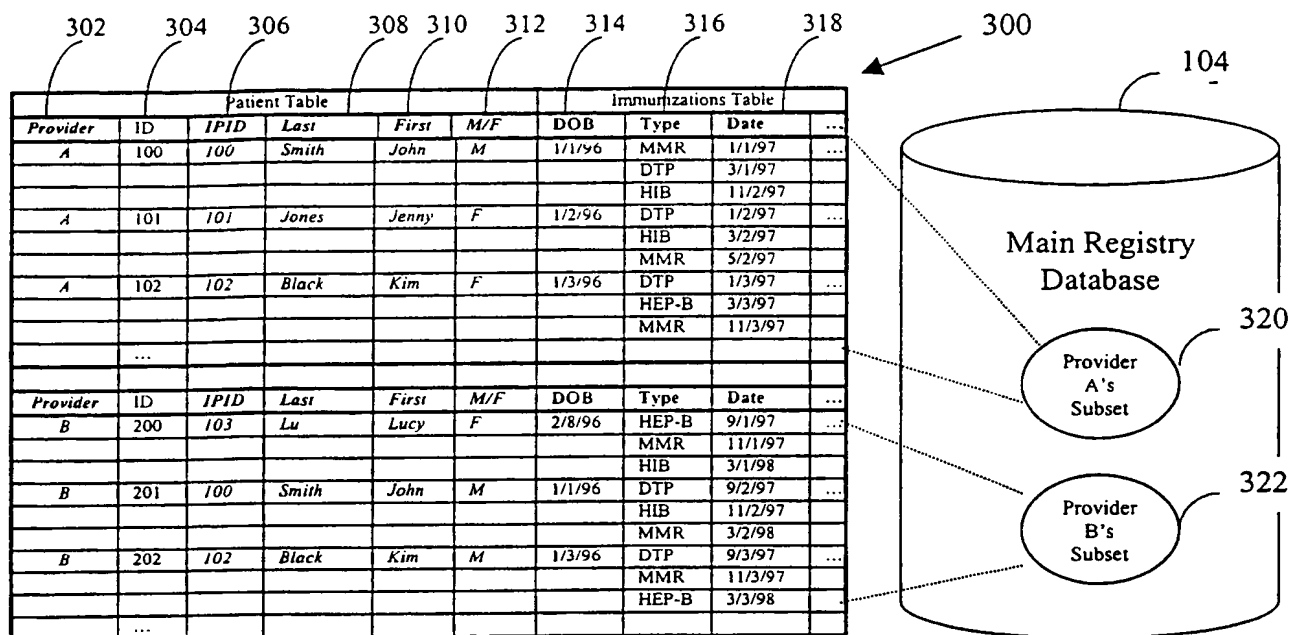 302 304 306 308 310 312 314 316 318 300
104
Patient Table Immunizations Table
Provider ID IPID Last First M/F DOB Type Date ...
A 100 100 Smith John M 1/1/96 MMR 1/1/97 ...
DTP 3/1/97
HIB 11/2/97
A 101 101 Jones Jenny F 1/2/96 DTP 1/2/97 ...
HIB 3/2/97
MMR 5/2/97
A 102 102 Black Kim F 1/3/96 DTP 1/3/97 ...
HEP-B 3/3/97
MMR 11/3/97
...
Provider ID IPID Last First M/F DOB Type Date ...
B 200 103 Lu Lucy F 2/8/96 HEP-B 9/1/97 ...
MMR 11/1/97
HIB 3/1/98
B 201 100 Smith John M 1/1/96 DTP 9/2/97 ...
HIB 11/2/97
MMR 3/2/98
B 202 102 Black Kim M 1/3/96 DTP 9/3/97 ...
MMR 11/3/97
HEP-B 3/3/98
...
Main Registry
Database
320
Provider
A's
Subset
322
Provider
B's
Subset